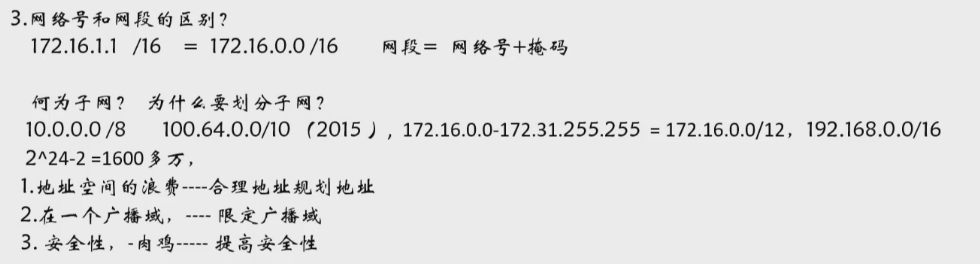 3.网络号和网段的区别?
172.16.1.1 /16 = 172.16.0.0 /16 网段= 网络号+掩码
何为子网? 为什么要划分子网?
10.0.0.0 /8 100.64.0.0/10 (2015), 172.16.0.0-172.31.255.255 = 172.16.0.0/12, 192.168.0.0/16
2^24-2 =1600多万,
1.地址空间的浪费----合理地址规划地址
2.在一个广播域, ---- 限定广播域
3. 安全性, -肉鸡----- 提高安全性